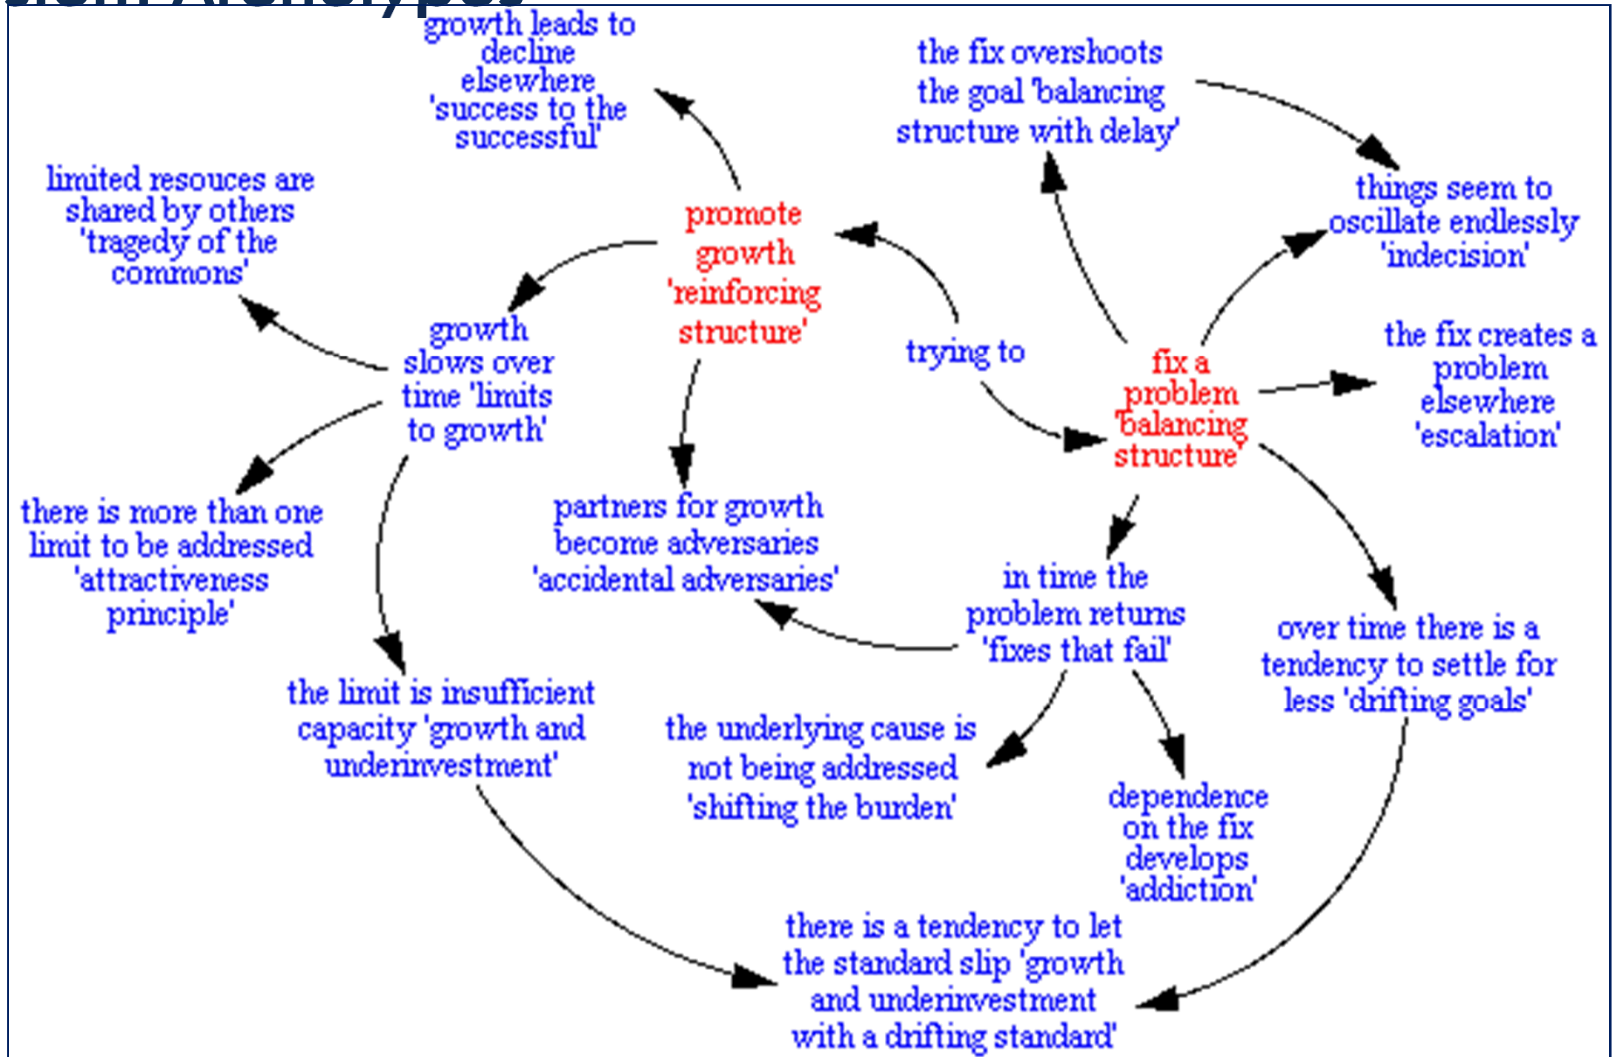 growth leads to
decline
elsewhere
'success to the
successful'
the fix overshoots
the goal 'balancing
structure with delay'
limited resouces are
shared by others
'tragedy of the
commons'
promote
growth
'reinforcing
structure'
things seem to
oscillate endlessly
'indecision'
growth
slows over
time 'limits
to growth'
trying to
fix a
problem
'balancing
structure'
the fix creates a
problem
elsewhere
'escalation'
there is more than one
limit to be addressed
'attractiveness
principle'
partners for growth
become adversaries
'accidental adversaries'
in time the
problem returns
'fixes that fail'
over time there is a
tendency to settle for
less 'drifting goals'
the limit is insufficient
capacity 'growth and
underinvestment'
the underlying cause is
not being addressed
'shifting the burden'
dependence
on the fix
develops
'addiction'
there is a tendency to let
the standard slip 'growth
and underinvestment
with a drifting standard'